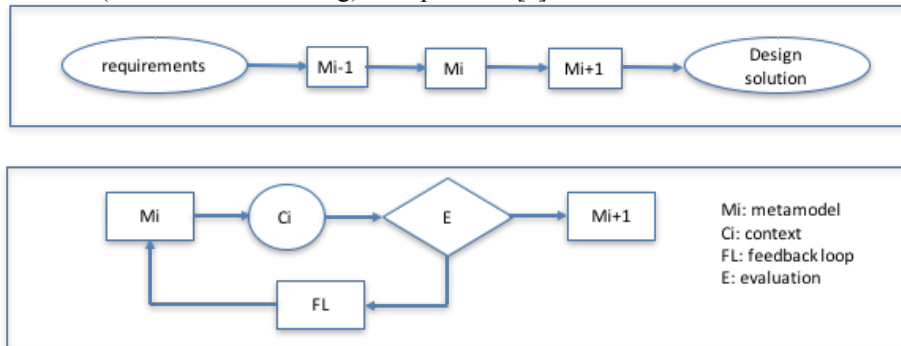 requirements
Mi-1
Mi
Mi+1
Design
solution
Mi
Ci
E
Mi+1
FL
Mi: metamodel
Ci: context
FL: feedback loop
E: evaluation